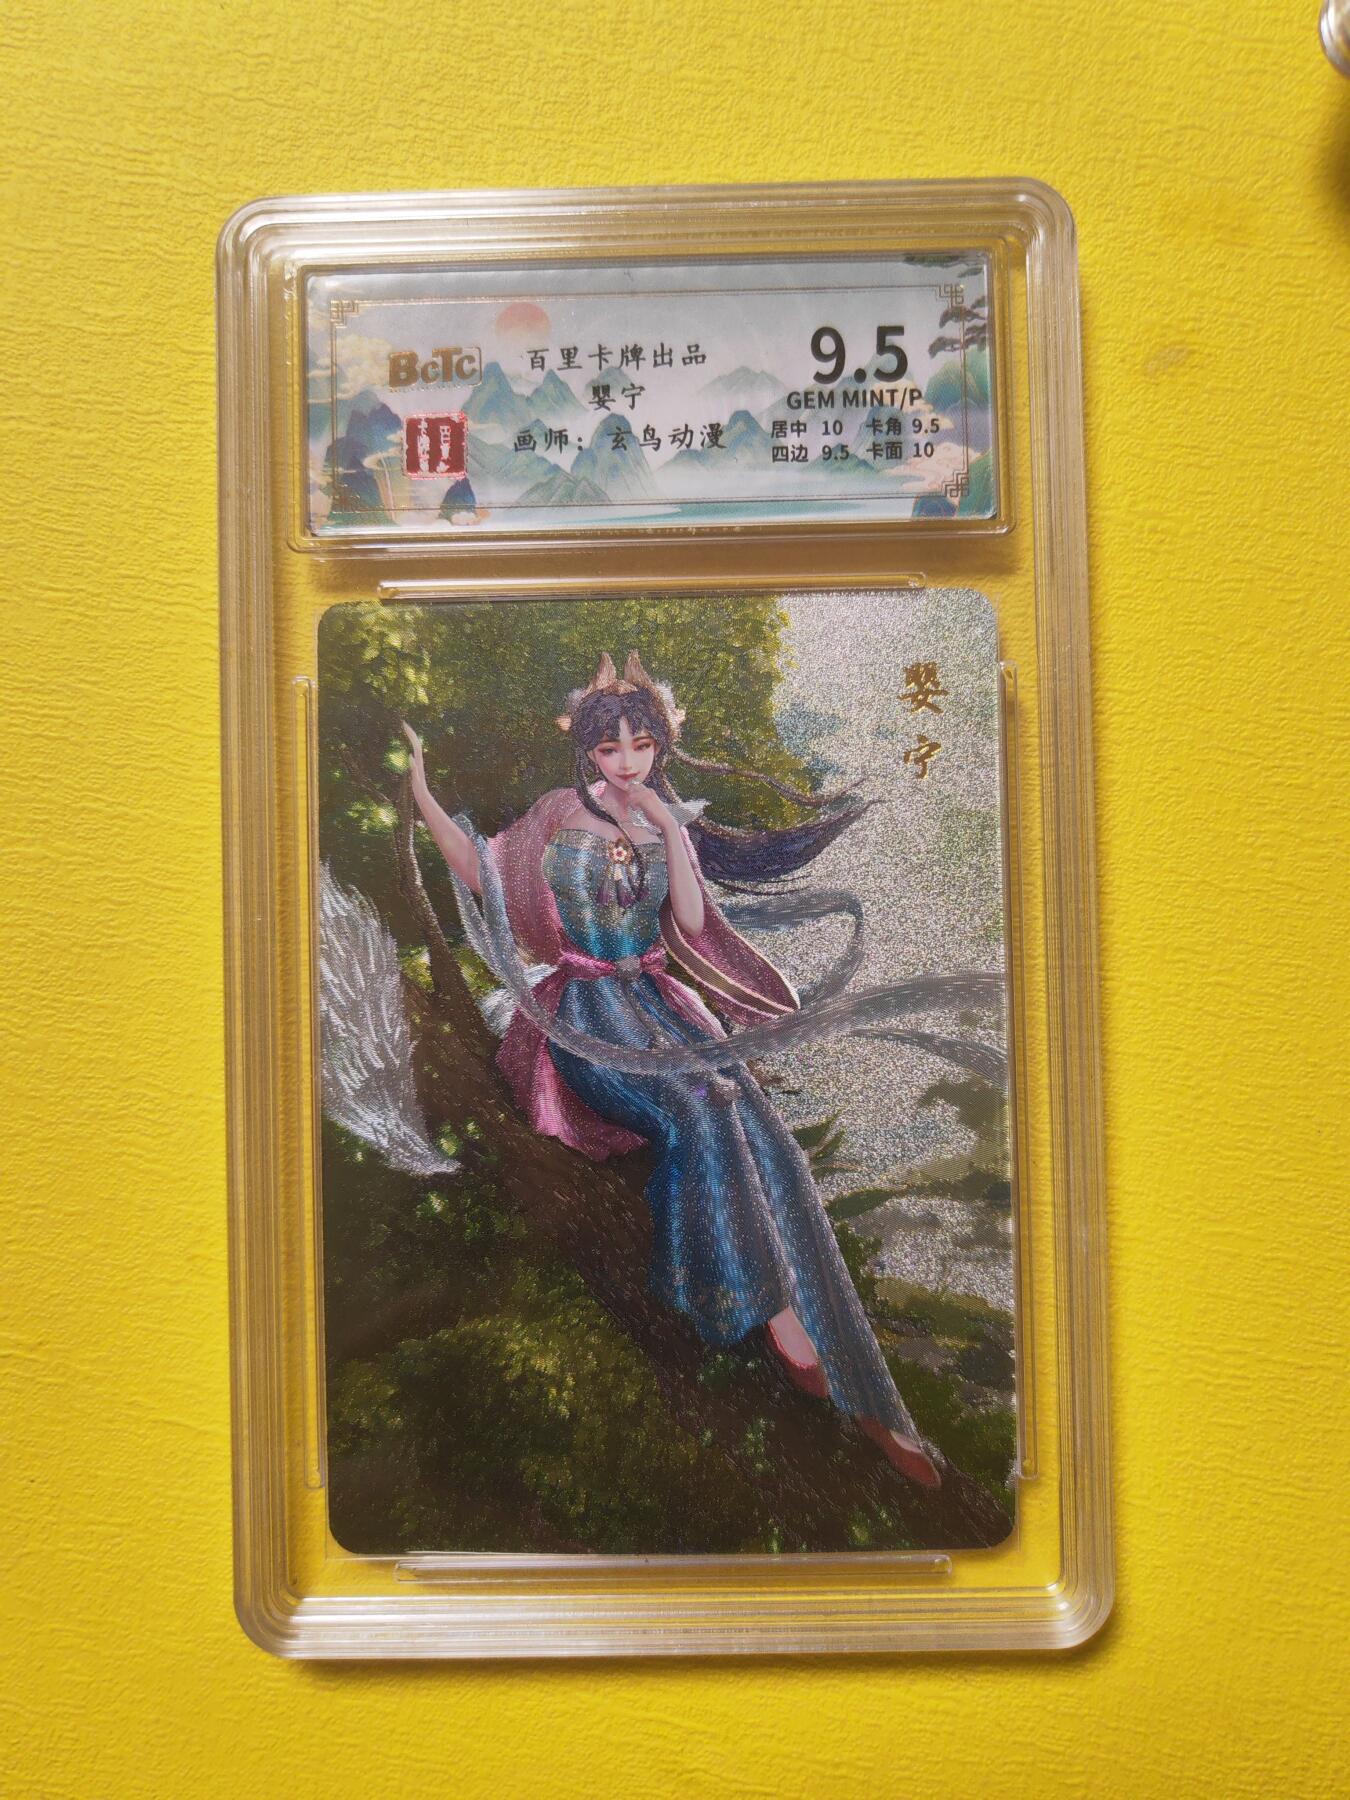 BCTC
百里卡牌出品
婴宁
画师：玄鸟动漫
9.5
GEM MINT/P
居中 10 卡角 9.5
四边 9.5 卡面 10
婴宁